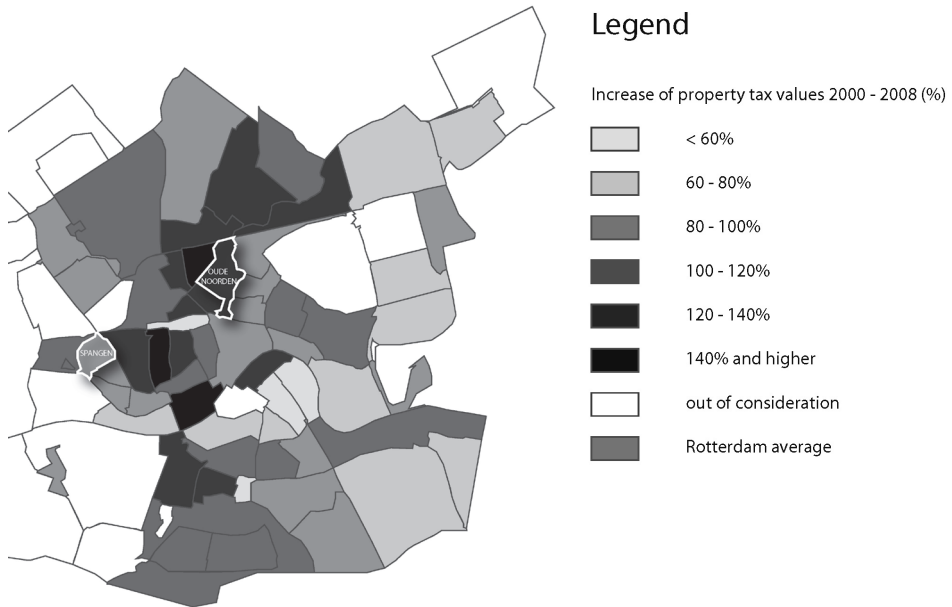 Legend
Increase of property tax values 2000 - 2008 (%)
< 60%
60 - 80%
80 - 100%
100 - 120%
120 - 140%
140% and higher
out of consideration
Rotterdam average
OUDE
NOORDEN
SPANGEN